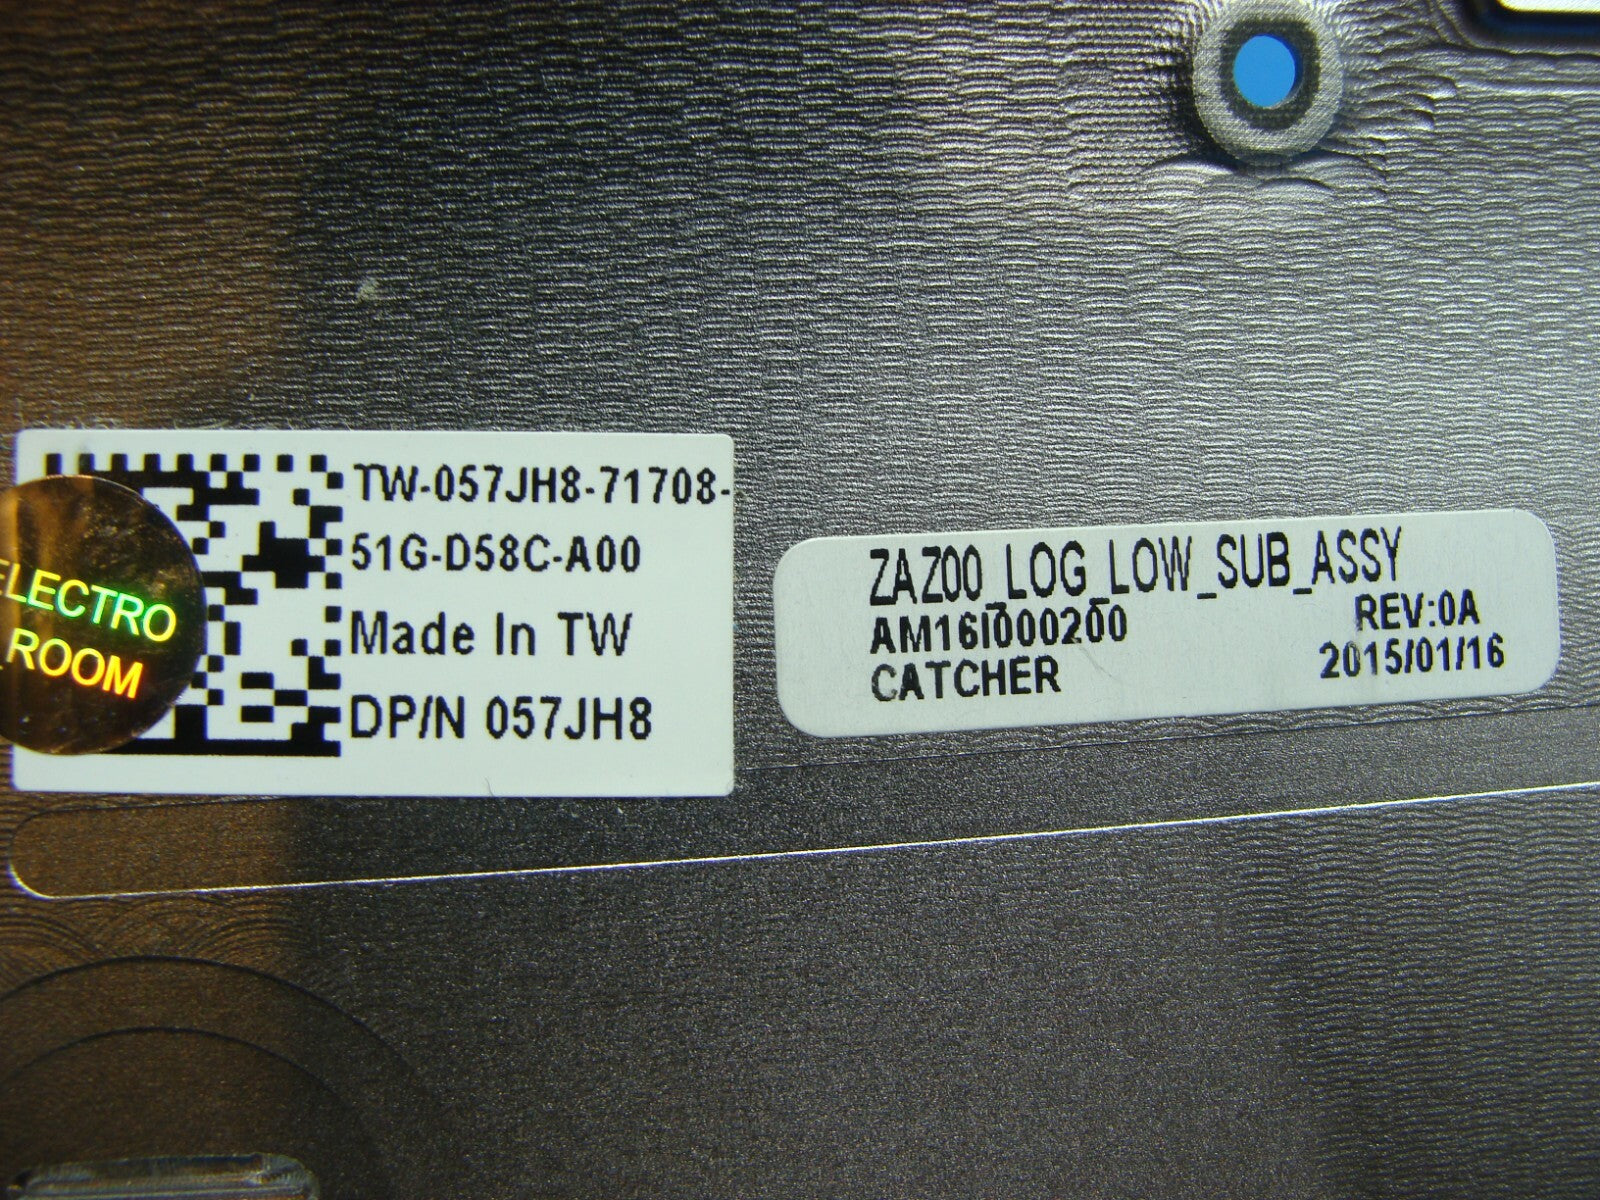 TW-057JH8-71708-
51G-D58C-A00
Made In TW
DP/N 057JH8
ELECTRO
ROOM
ZAZ00_LOG_LOW_SUB_ASSY
AM16I000200
REV:0A
CATCHER
2015/01/16